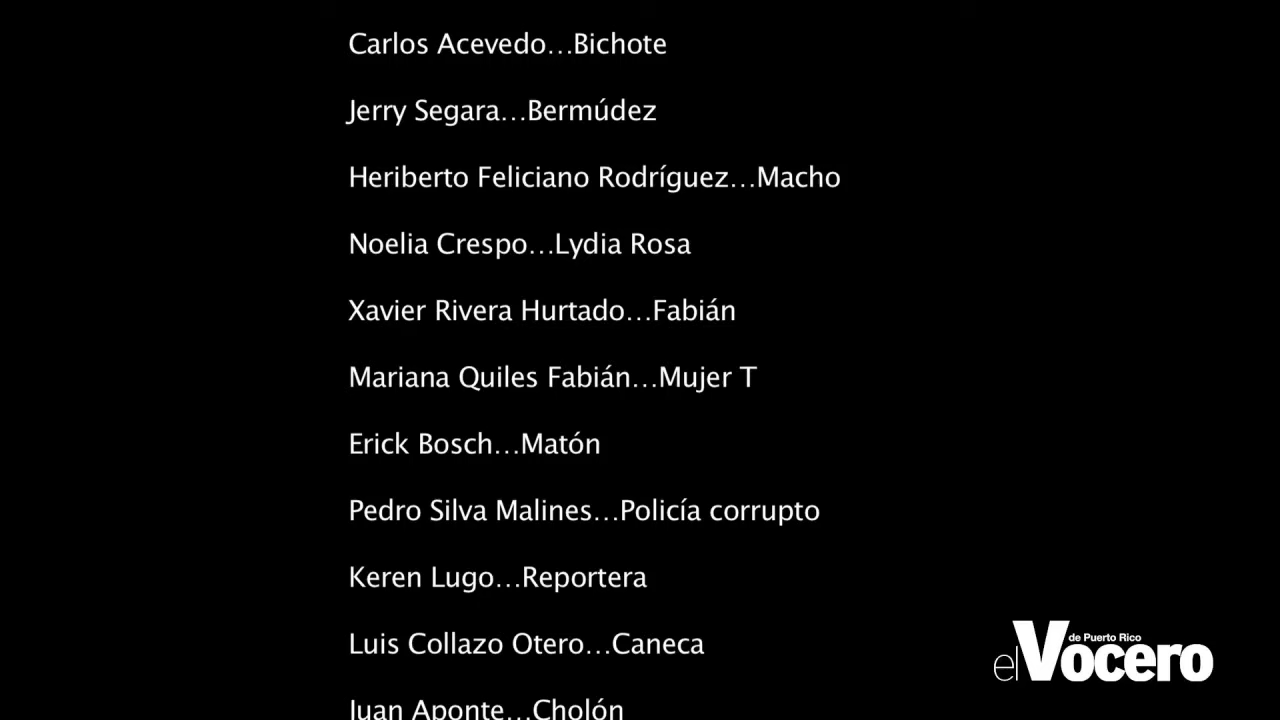 Carlos Acevedo...Bichote
Jerry Segara...Bermúdez
Heriberto Feliciano Rodríguez...Macho
Noelia Crespo...Lydia Rosa
Xavier Rivera Hurtado...Fabián
Mariana Quiles Fabián...Mujer T
Erick Bosch...Matón
Pedro Silva Malines...Policía corrupto
Keren Lugo...Reportera
Luis Collazo Otero...Caneca
Juan Aponte...Cholón
de Puerto Rico
el Vocero